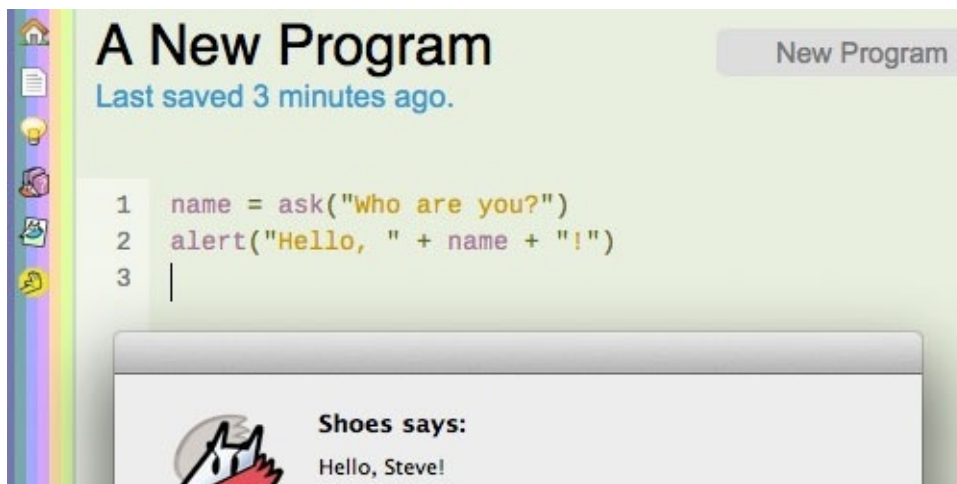 A New Program
New Program
Last saved 3 minutes ago.
1 name = ask("Who are you?")
2 alert("Hello, " + name + "!")
3
Shoes says:
Hello, Steve!